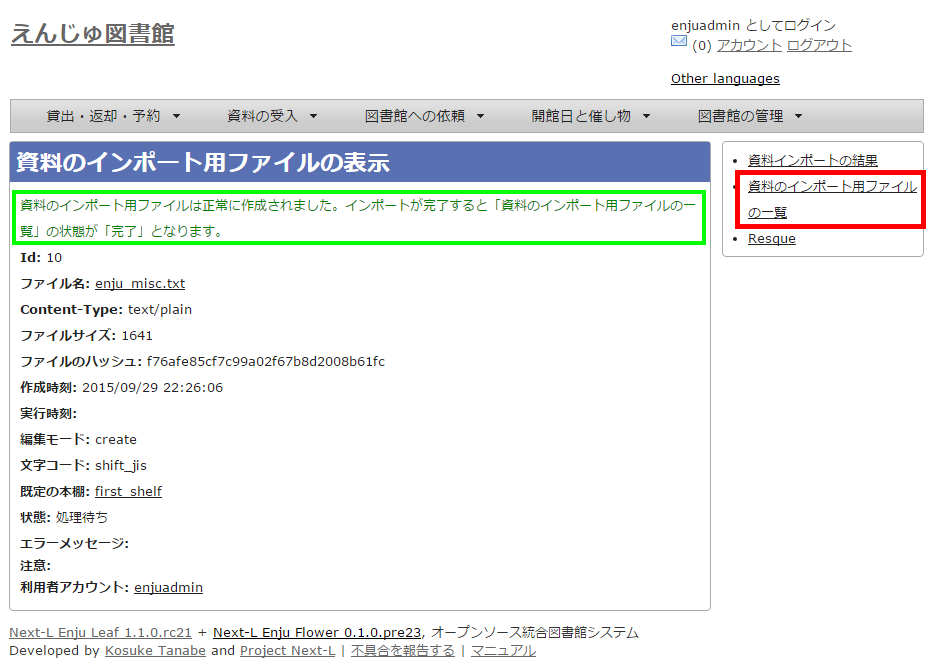 えんじゅ図書館
enjuadmin としてログイン
(0) アカウント ログアウト
Other languages
貸出・返却・予約 ▼ 資料の受入 ▼ 図書館への依頼 ▼ 開館日と催し物 ▼ 図書館の管理 ▼
資料のインポート用ファイルの表示
資料のインポート用ファイルは正常に作成されました。インポートが完了すると「資料のインポート用ファイルの一
覧」の状態が「完了」となります。
Id: 10
ファイル名: enju_misc.txt
Content-Type: text/plain
ファイルサイズ: 1641
ファイルのハッシュ: f76afe85cf7c99a02f67b8d2008b61fc
作成時刻: 2015/09/29 22:26:06
実行時刻:
編集モード: create
文字コード: shift_jis
既定の本棚: first_shelf
状態: 処理待ち
エラーメッセージ:
注意:
利用者アカウント: enjuadmin
• 資料インポートの結果
• 資料のインポート用ファイル
の一覧
• Resque
Next-L Enju Leaf 1.1.0.rc21 + Next-L Enju Flower 0.1.0.pre23, オープンソース統合図書館システム
Developed by Kosuke Tanabe and Project Next-L | 不具合を報告する | マニュアル